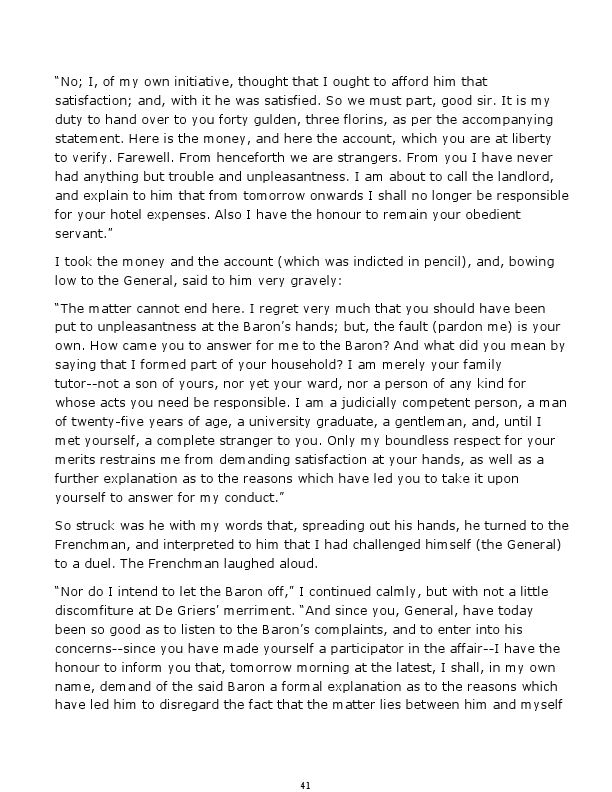 “No; I, of my own initiative, thought that I ought to afford him that
satisfaction; and, with it he was satisfied. So we must part, good sir. It is my
duty to hand over to you forty gulden, three florins, as per the accompanying
statement. Here is the money, and here the account, which you are at liberty
to verify. Farewell. From henceforth we are strangers. From you I have never
had anything but trouble and unpleasantness. I am about to call the landlord,
and explain to him that from tomorrow onwards I shall no longer be responsible
for your hotel expenses. Also I have the honour to remain your obedient
servant.”
I took the money and the account (which was indicted in pencil), and, bowing
low to the General, said to him very gravely:
“The matter cannot end here. I regret very much that you should have been
put to unpleasantness at the Baron’s hands; but, the fault (pardon me) is your
own. How came you to answer for me to the Baron? And what did you mean by
saying that I formed part of your household? I am merely your family
tutor--not a son of yours, nor yet your ward, nor a person of any kind for
whose acts you need be responsible. I am a judicially competent person, a man
of twenty-five years of age, a university graduate, a gentleman, and, until I
met yourself, a complete stranger to you. Only my boundless respect for your
merits restrains me from demanding satisfaction at your hands, as well as a
further explanation as to the reasons which have led you to take it upon
yourself to answer for my conduct.”
So struck was he with my words that, spreading out his hands, he turned to the
Frenchman, and interpreted to him that I had challenged himself (the General)
to a duel. The Frenchman laughed aloud.
“Nor do I intend to let the Baron off,” I continued calmly, but with not a little
discomfiture at De Griers’ merriment. “And since you, General, have today
been so good as to listen to the Baron’s complaints, and to enter into his
concerns--since you have made yourself a participator in the affair--I have the
honour to inform you that, tomorrow morning at the latest, I shall, in my own
name, demand of the said Baron a formal explanation as to the reasons which
have led him to disregard the fact that the matter lies between him and myself
41